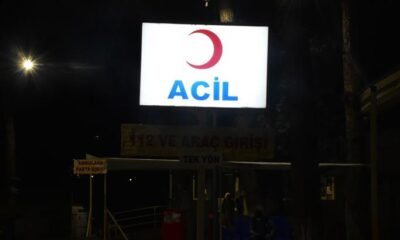 ACİL
112 VE ARAÇ GİRİŞİ
TEK YÖN